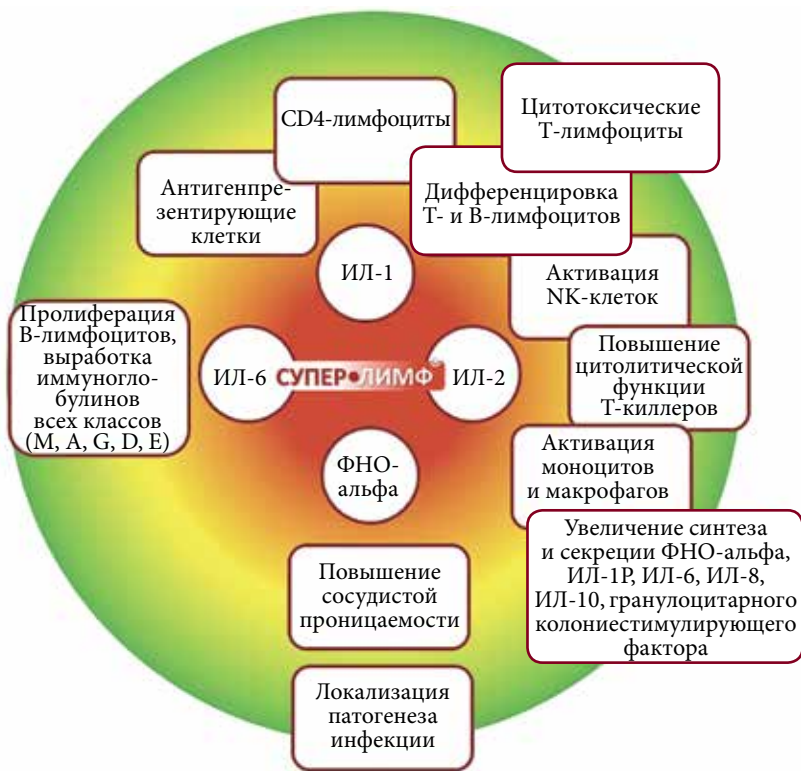 CD4-лимфоциты
Цитотоксические
Т-лимфоциты
Антигенпре-
зентирующие
клетки
Дифференцировка
Т- и В-лимфоцитов
ИЛ-1
Активация
NK-клеток
Пролиферация
В-лимфоцитов,
выработка
иммуногло-
булинов
всех классов
(M, A, G, D, E)
ИЛ-6
СУПЕР•ЛИМФ®
ИЛ-2
Повышение
цитолитической
функции
Т-киллеров
ФНО-
альфа
Активация
моноцитов
и макрофагов
Увеличение синтеза
и секреции ФНО-альфа,
ИЛ-1Р, ИЛ-6, ИЛ-8,
ИЛ-10, гранулоцитарного
колониестимулирующего
фактора
Повышение
сосудистой
проницаемости
Локализация
патогенеза
инфекции